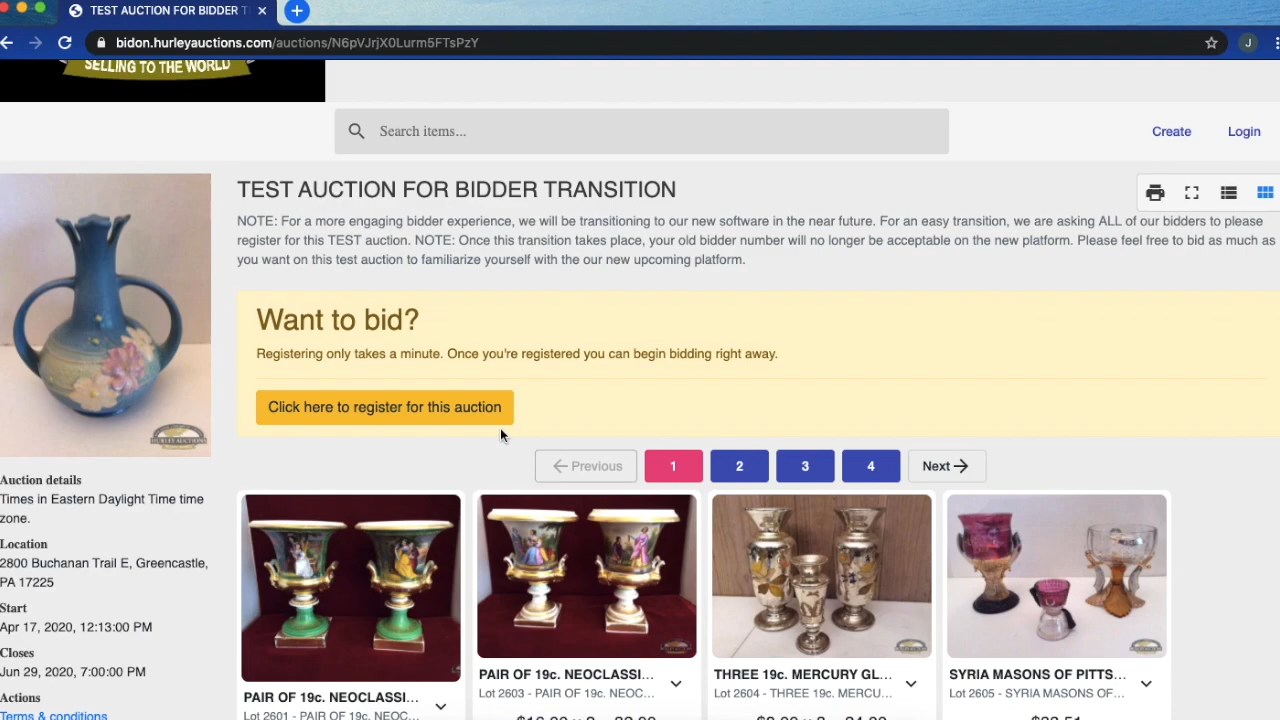 TEST AUCTION FOR BIDDER T
bidon.hurleyauctions.com/auctions/N6pVJrjX0Lurm5FTsPzY
J
SELLING TO THE WORLD
Search items...
Create
Login
TEST AUCTION FOR BIDDER TRANSITION
NOTE: For a more engaging bidder experience, we will be transitioning to our new software in the near future. For an easy transition, we are asking ALL of our bidders to please
register for this TEST auction. NOTE: Once this transition takes place, your old bidder number will no longer be acceptable on the new platform. Please feel free to bid as much as
you want on this test auction to familiarize yourself with the our new upcoming platform.
Want to bid?
Registering only takes a minute. Once you're registered you can begin bidding right away.
Click here to register for this auction
Previous
1
2
3
4
Next
HURLEY AUCTIONS
Auction details
Times in Eastern Daylight Time time
zone.
Location
2800 Buchanan Trail E, Greencastle,
PA 17225
Start
Apr 17, 2020, 12:13:00 PM
Closes
Jun 29, 2020, 7:00:00 PM
Actions
Terms & conditions
PAIR OF 19c. NEOCLASSI...
Lot 2601 - PAIR OF 19c. NEOC...
PAIR OF 19c. NEOCLASSI...
Lot 2603 - PAIR OF 19c. NEOC...
THREE 19c. MERCURY GL...
Lot 2604 - THREE 19c. MERCU...
SYRIA MASONS OF PITTS...
Lot 2605 - SYRIA MASONS OF...